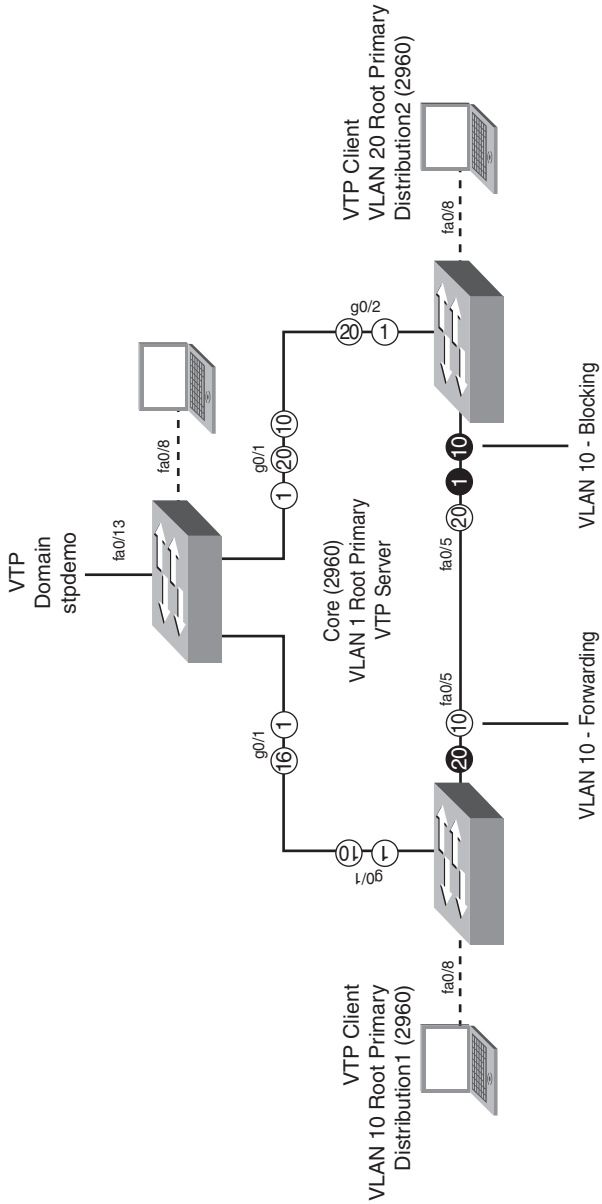 VTP
Domain
stpdemo
fa0/13
fa0/8
g0/1
1
20
10
g0/1
16
1
Core (2960)
VLAN 1 Root Primary
VTP Server
g0/1
10
1
g0/2
20
1
VTP Client
VLAN 10 Root Primary
Distribution1 (2960)
fa0/8
20
10
fa0/5
fa0/5
20
1
10
VTP Client
VLAN 20 Root Primary
Distribution2 (2960)
fa0/8
VLAN 10 - Forwarding
VLAN 10 - Blocking